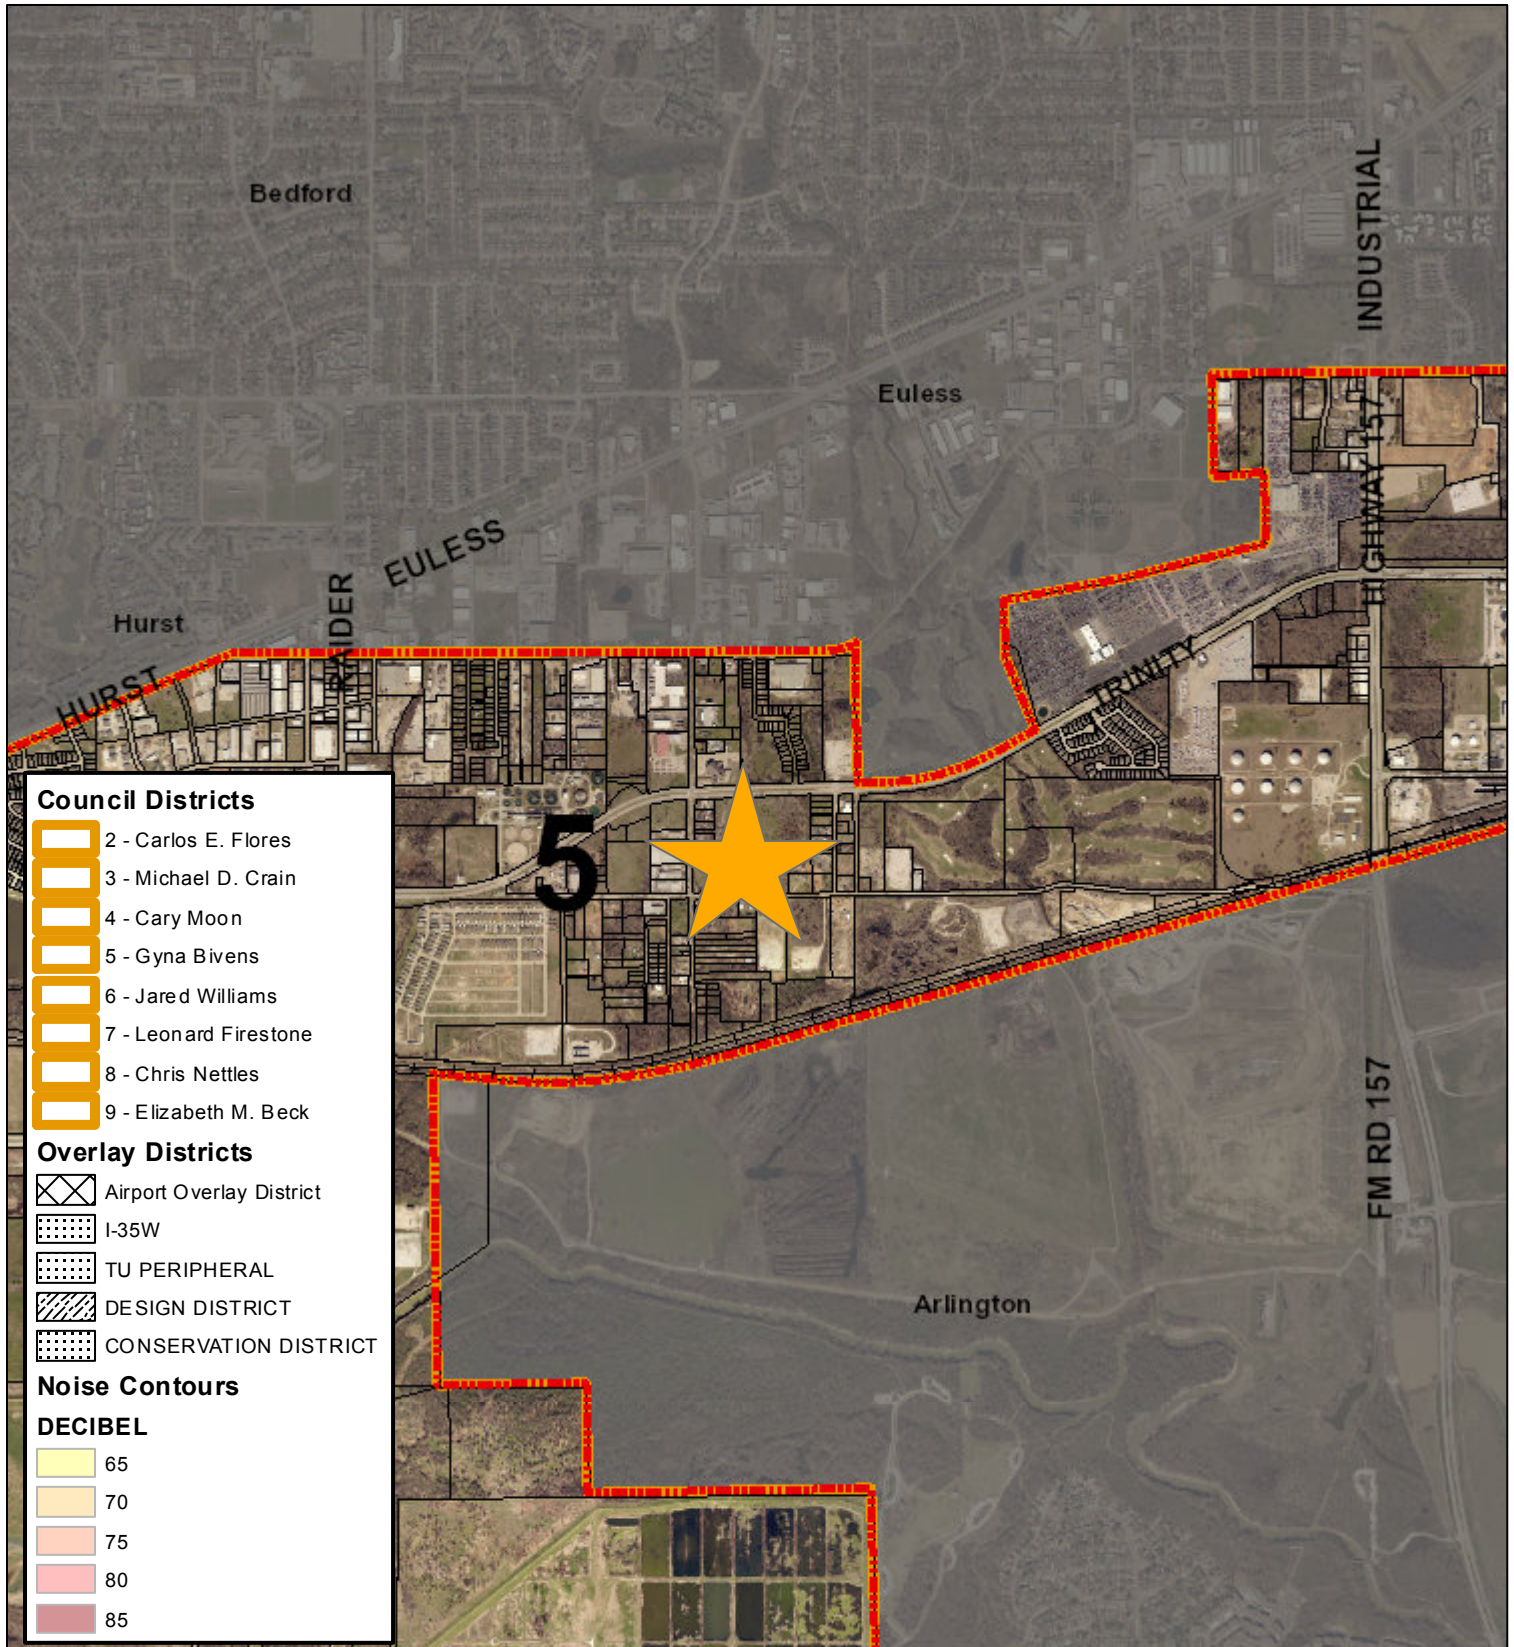 INDUSTRIAL
Bedford
Euless
HIGHWAY 157
EULESS
RAIDER
Hurst
HURST
TRINITY
5
Council Districts
2 - Carlos E. Flores
3 - Michael D. Crain
4 - Cary Moon
5 - Gyna Bivens
6 - Jared Williams
7 - Leonard Firestone
8 - Chris Nettles
9 - Elizabeth M. Beck
Overlay Districts
Airport Overlay District
I-35W
TU PERIPHERAL
DESIGN DISTRICT
CONSERVATION DISTRICT
Noise Contours
DECIBEL
65
70
75
80
85
FM RD 157
Arlington